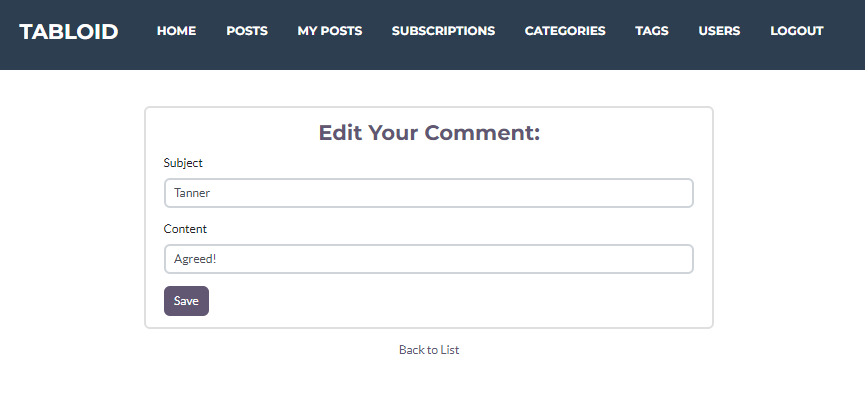 TABLOID HOME POSTS MY POSTS SUBSCRIPTIONS CATEGORIES TAGS USERS LOGOUT
Edit Your Comment:
Subject
Tanner
Content
Agreed!
Save
Back to List